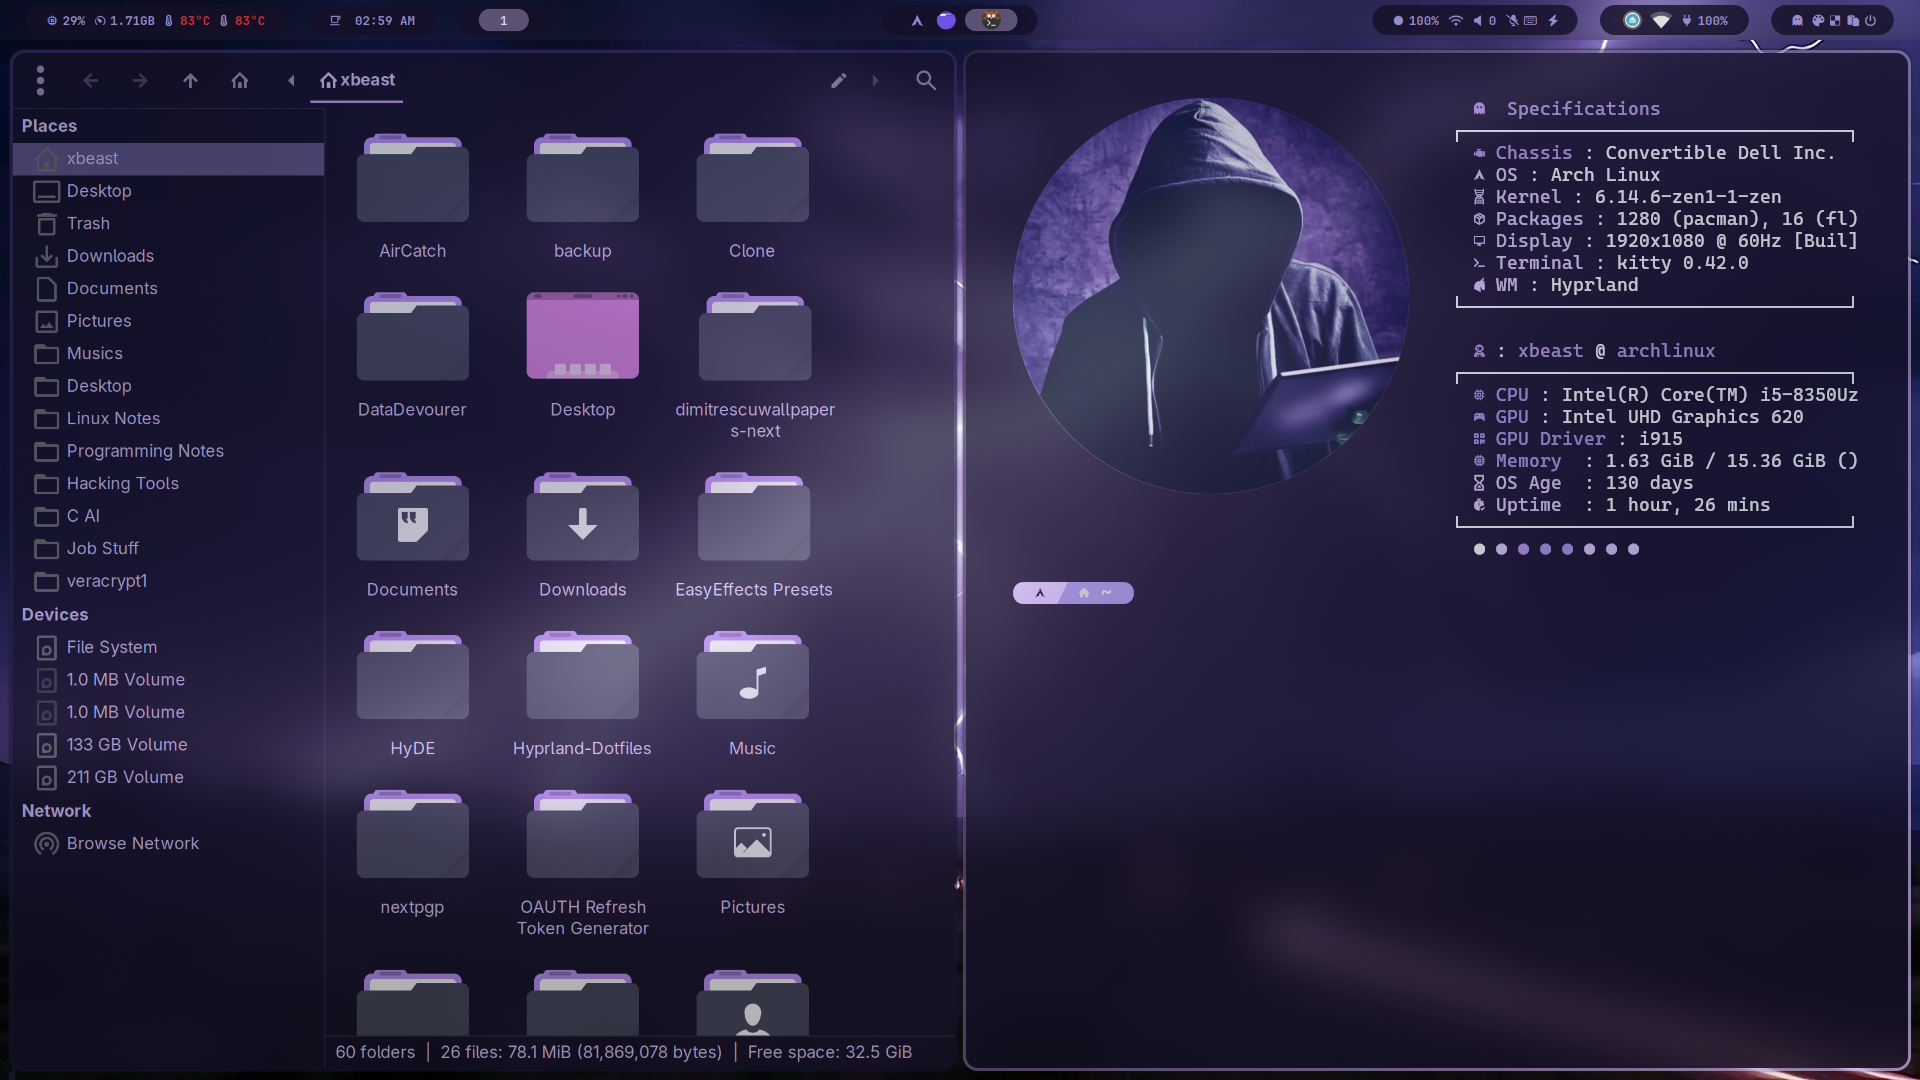 29% 1.71GB 83°C 83°C
02:59 AM
1
100% 0
100%
xbeast
Places
xbeast
Desktop
Trash
Downloads
Documents
Pictures
Musics
Desktop
Linux Notes
Programming Notes
Hacking Tools
C AI
Job Stuff
veracrypt1
Devices
File System
1.0 MB Volume
1.0 MB Volume
133 GB Volume
211 GB Volume
Network
Browse Network
AirCatch
backup
Clone
DataDevourer
Desktop
dimitrescuwallpaper
s-next
Documents
Downloads
EasyEffects Presets
HyDE
Hyprland-Dotfiles
Music
nextpgp
OAUTH Refresh
Token Generator
Pictures
60 folders | 26 files: 78.1 MiB (81,869,078 bytes) | Free space: 32.5 GiB
Specifications
Chassis : Convertible Dell Inc.
OS : Arch Linux
Kernel : 6.14.6-zen1-1-zen
Packages : 1280 (pacman), 16 (fl)
Display : 1920x1080 @ 60Hz [Buil]
Terminal : kitty 0.42.0
WM : Hyprland
: xbeast @ archlinux
CPU : Intel(R) Core(TM) i5-8350Uz
GPU : Intel UHD Graphics 620
GPU Driver : i915
Memory : 1.63 GiB / 15.36 GiB ()
OS Age : 130 days
Uptime : 1 hour, 26 mins
~